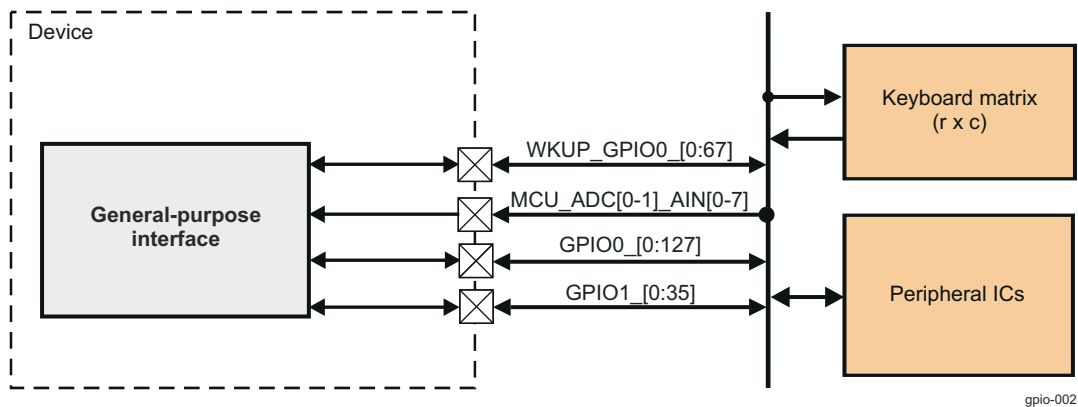 Device
Keyboard matrix
(r x c)
WKUP_GPIO0_[0:67]
MCU_ADC[0-1]_AIN[0-7]
General-purpose
interface
GPIO0_[0:127]
GPIO1_[0:35]
Peripheral ICs
gpio-002